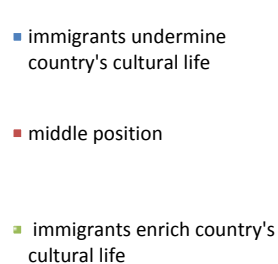 immigrants undermine
country's cultural life
middle position
immigrants enrich country's
cultural life